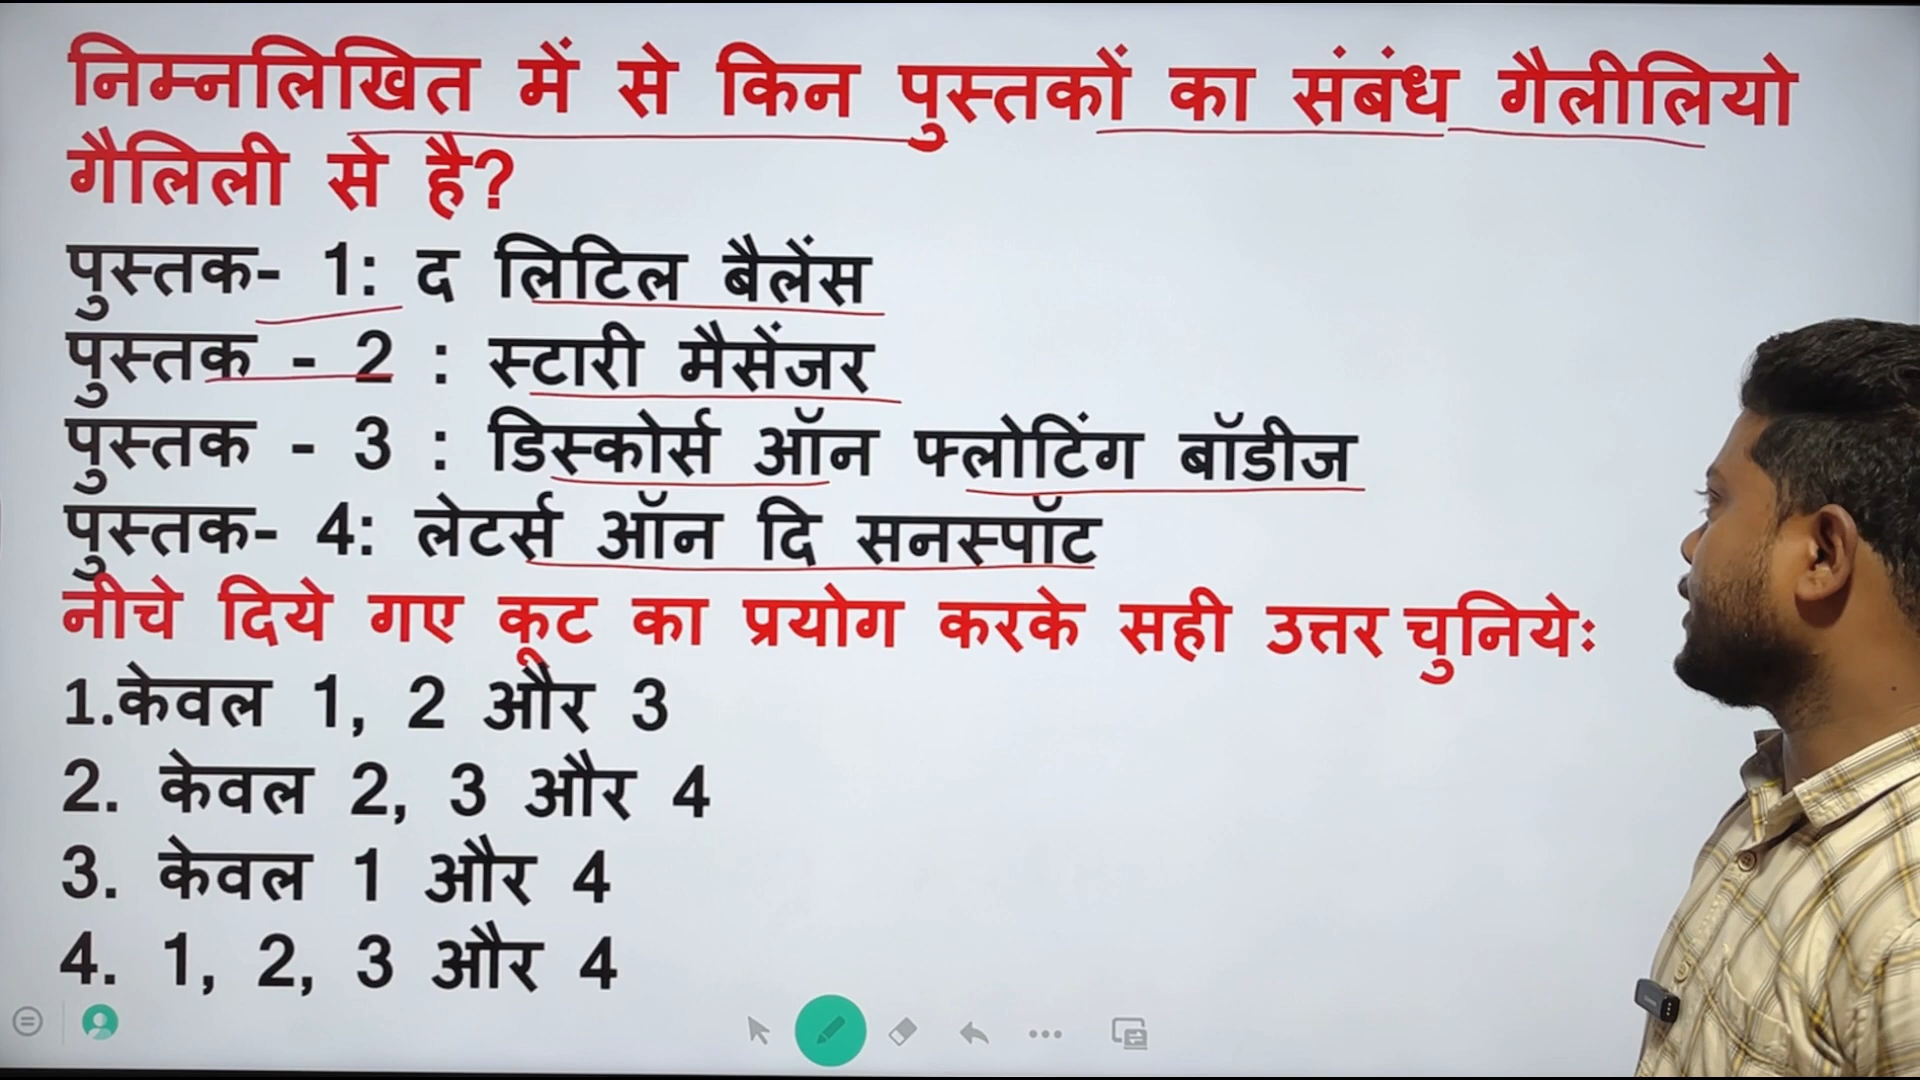 निम्नलिखित में से किन पुस्तकों का संबंध गैलीलियो
गैलिली से है?
पुस्तक- 1: द लिटिल बैलेंस
पुस्तक - 2 : स्टारी मैसेंजर
पुस्तक - 3 : डिस्कोर्स ऑन फ्लोटिंग बॉडीज
पुस्तक- 4: लेटर्स ऑन दि सनस्पॉट
नीचे दिये गए कूट का प्रयोग करके सही उत्तर चुनिये:
1.केवल 1, 2 और 3
2. केवल 2, 3 और 4
3. केवल 1 और 4
4. 1, 2, 3 और 4